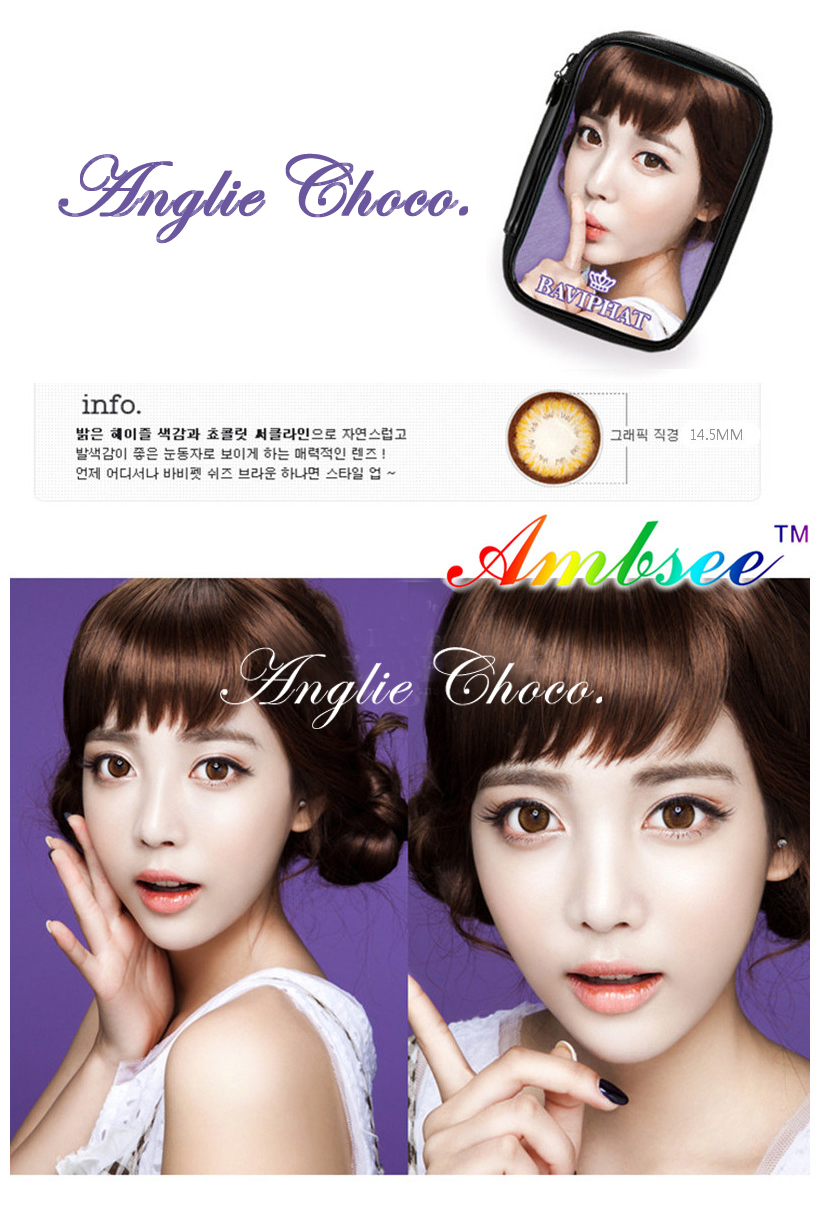 Anglie Choco.
BAVIPHAT
info.
밝은 헤이즐 색감과 쵸콜릿 써클라인으로 자연스럽고
발색감이 좋은 눈동자로 보이게 하는 매력적인 렌즈 !
언제 어디서나 바비펫 쉬즈 브라운 하나면 스타일 업 ~
그래픽 직경 14.5MM
Ambsee TM
Anglie Choco.